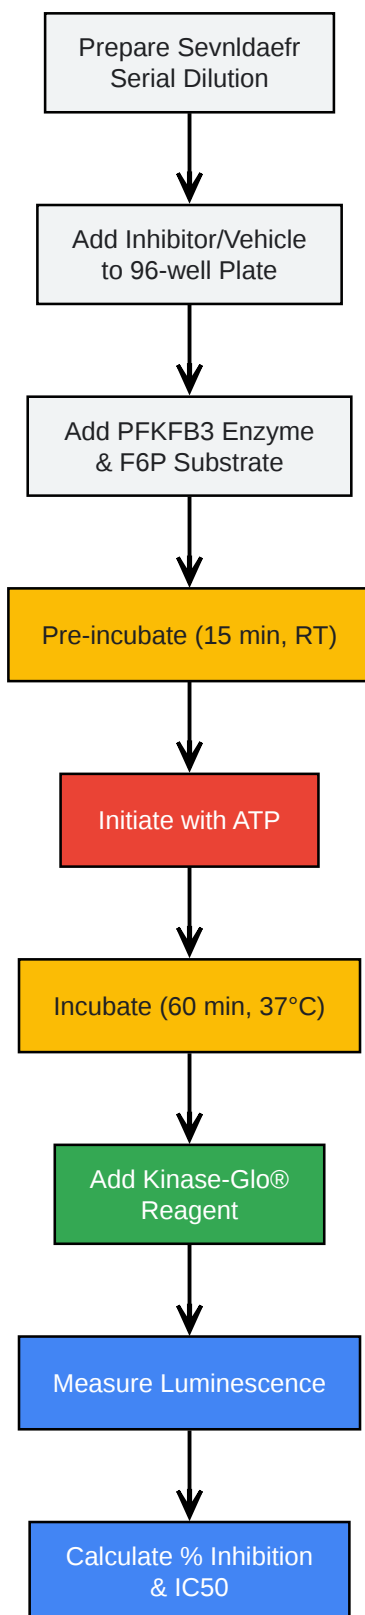 Prepare Sevnldaefr
Serial Dilution
Add Inhibitor/Vehicle
to 96-well Plate
Add PFKFB3 Enzyme
& F6P Substrate
Pre-incubate (15 min, RT)
Initiate with ATP
Incubate (60 min, 37°C)
Add Kinase-Glo®
Reagent
Measure Luminescence
Calculate % Inhibition
& IC50